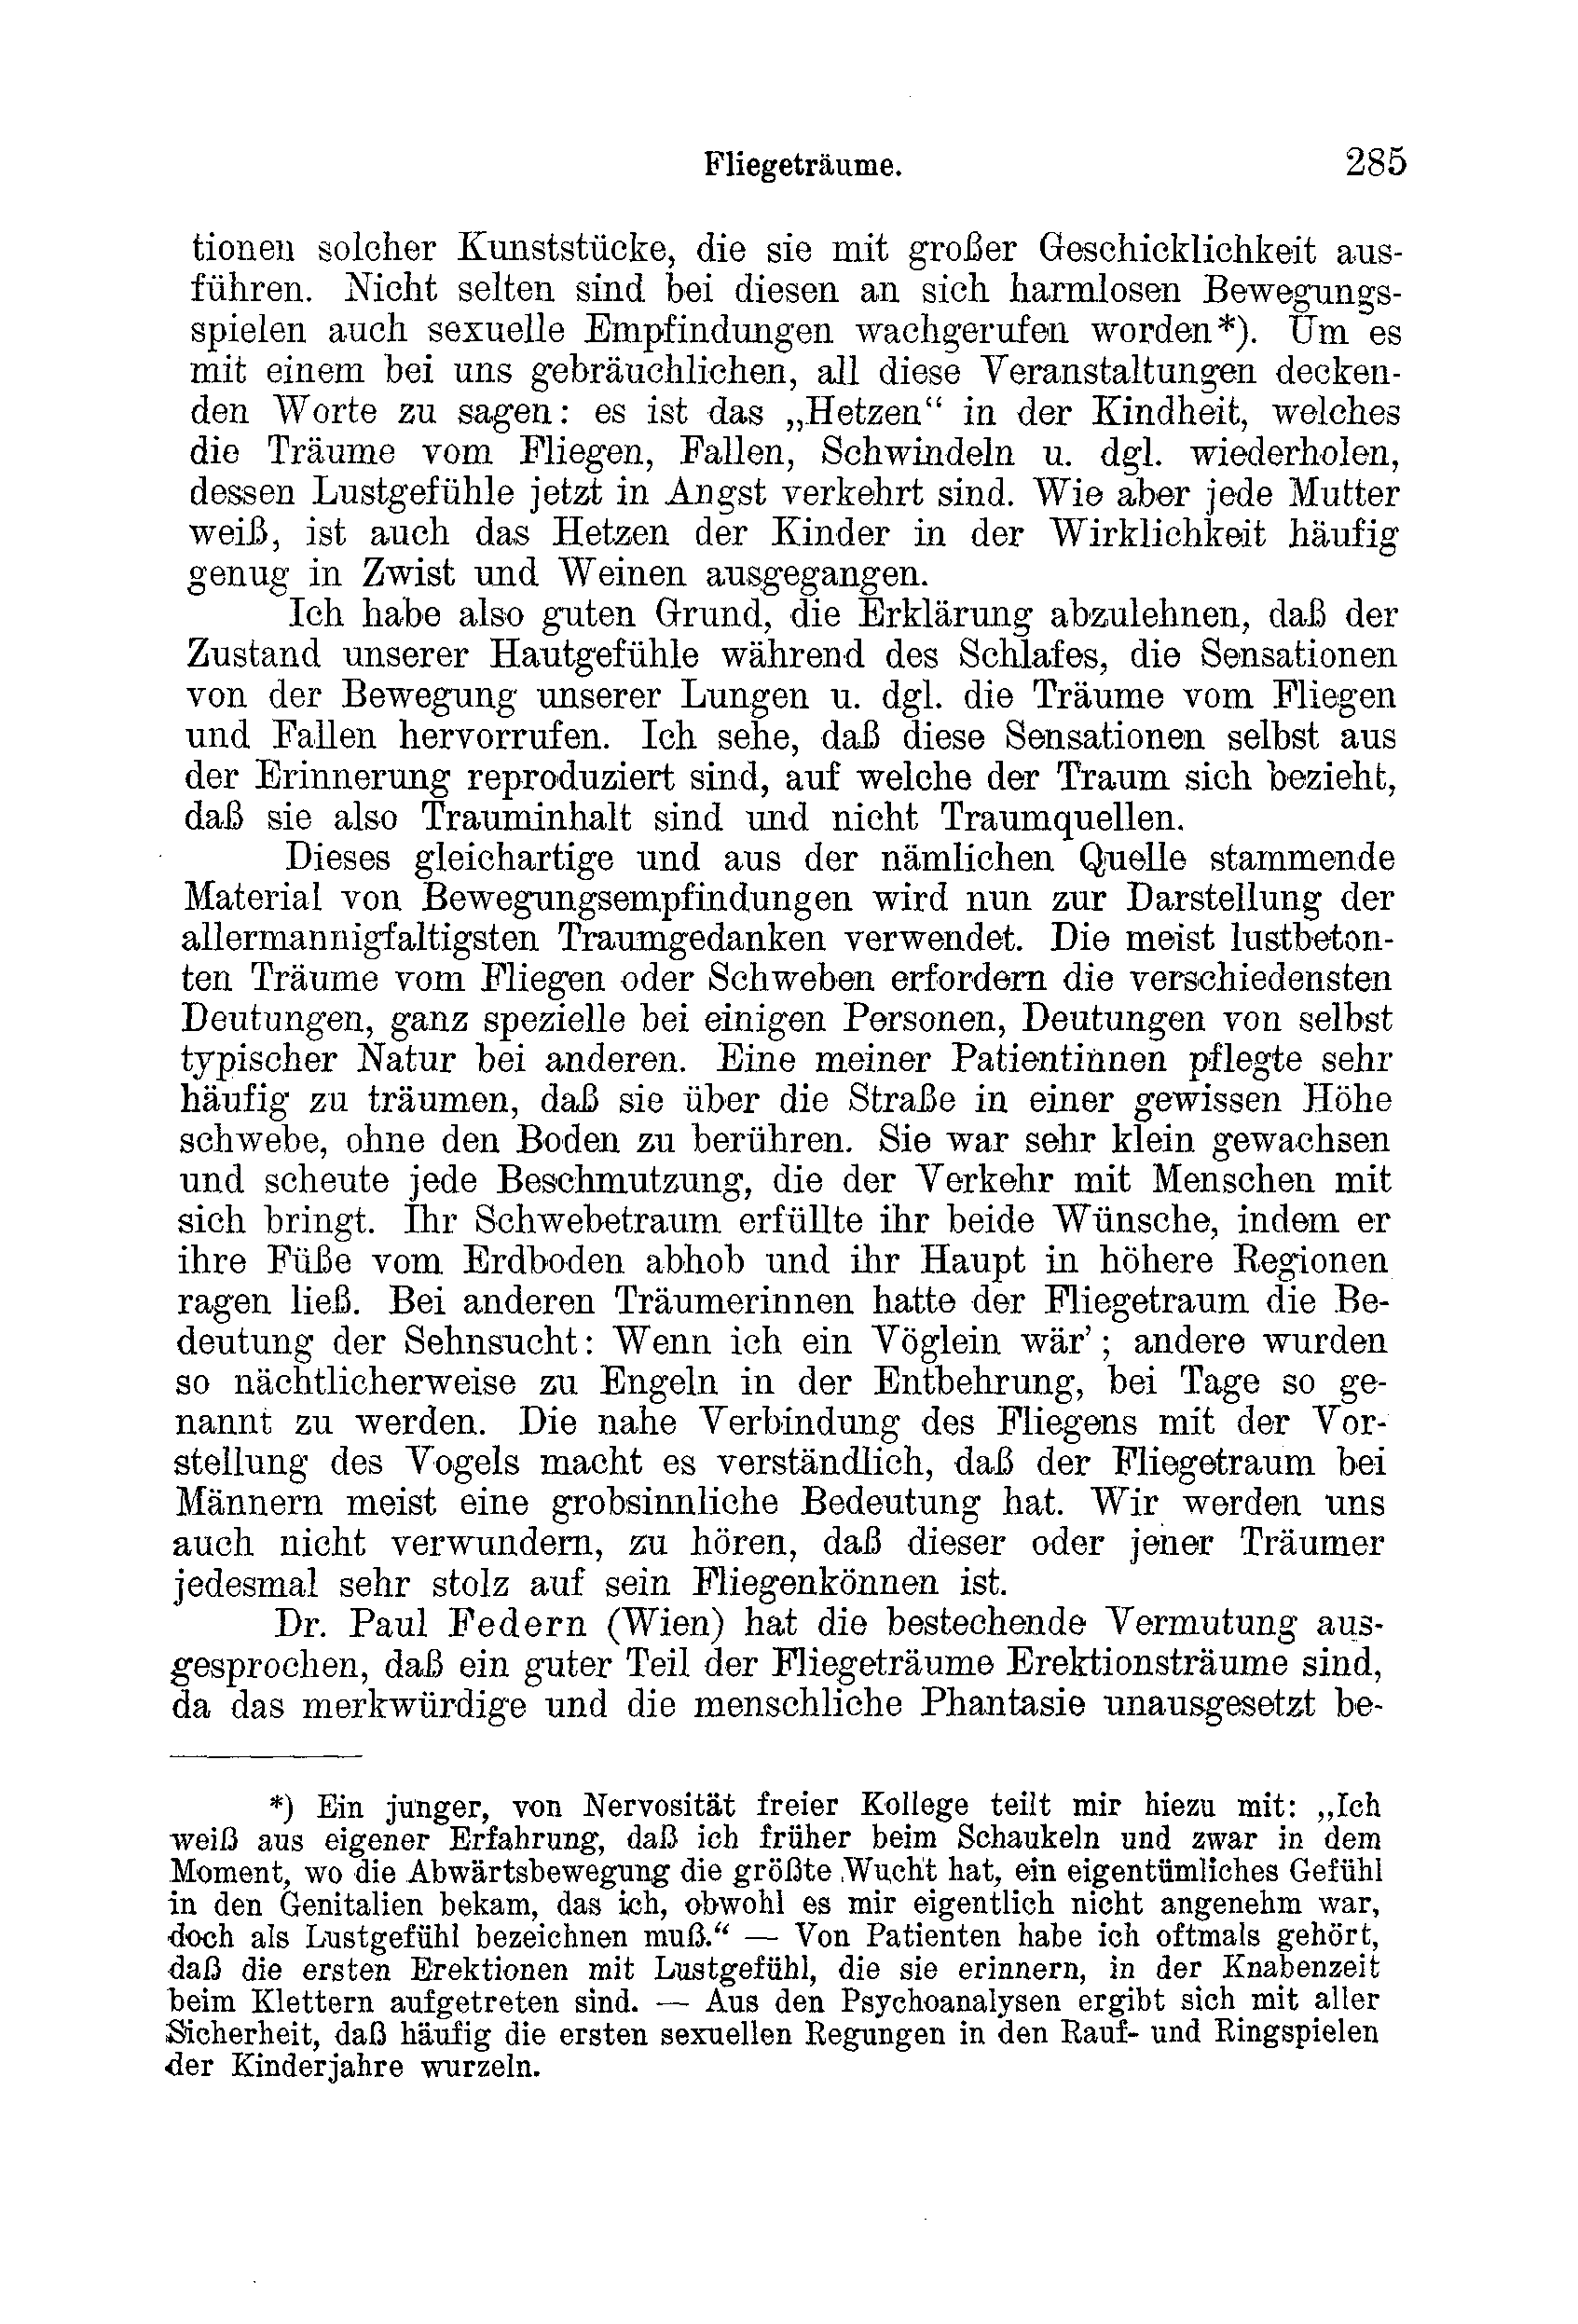 Fliegeträume. 285
tionen solcher Kunststücke, die sie mit großer Geschicklichkeit aus-
führen. Nicht selten sind bei diesen an sich harmlosen Bewegungs-
spielen auch sexuelle Empfindungen wachgerufen worden*). Um es
mit einem bei uns gebräuchlichen, all diese Veranstaltungen decken-
den Worte zu sagen: es ist das „Hetzen“ in der Kindheit, welches
die Träume vom Fliegen, Fallen, Schwindeln u. dgl. wiederholen,
dessen Lustgefühle jetzt in Angst verkehrt sind. Wie aber jede Mutter
weiß, ist auch das Hetzen der Kinder in der Wirklichkeit häufig
genug in Zwist und Weinen ausgegangen.
Ich habe also guten Grund, die Erklärung abzulehnen, daß der
Zustand unserer Hautgefühle während des Schlafes, die Sensationen
von der Bewegung unserer Lungen u. dgl. die Träume vom Fliegen
und Fallen hervorrufen. Ich sehe, daß diese Sensationen selbst aus
der Erinnerung reproduziert sind, auf welche der Traum sich bezieht,
daß sie also Trauminhalt sind und nicht Traumquellen.
Dieses gleichartige und aus der nämlichen Quelle stammende
Material von Bewegungsempfindungen wird nun zur Darstellung der
allermannigfaltigsten Traumgedanken verwendet. Die meist lustbeton-
ten Träume vom Fliegen oder Schweben erfordern die verschiedensten
Deutungen, ganz spezielle bei einigen Personen, Deutungen von selbst
typischer Natur bei anderen. Eine meiner Patientinnen pflegte sehr
häufig zu träumen, daß sie über die Straße in einer gewissen Höhe
schwebe, ohne den Boden zu berühren. Sie war sehr klein gewachsen
und scheute jede Beschmutzung, die der Verkehr mit Menschen mit
sich bringt. Ihr Schwebetraum erfüllte ihr beide Wünsche, indem er
ihre Füße vom Erdboden abhob und ihr Haupt in höhere Regionen
ragen ließ. Bei anderen Träumerinnen hatte der Fliegetraum die Be-
deutung der Sehnsucht: Wenn ich ein Vöglein wär’; andere wurden
so nächtlicherweise zu Engeln in der Entbehrung, bei Tage so ge-
nannt zu werden. Die nahe Verbindung des Fliegens mit der Vor-
stellung des Vogels macht es verständlich, daß der Fliegetraum bei
Männern meist eine grobsinnliche Bedeutung hat. Wir werden uns
auch nicht verwundern, zu hören, daß dieser oder jener Träumer
jedesmal sehr stolz auf sein Fliegenkönnen ist.
Dr. Paul Federn (Wien) hat die bestechende Vermutung aus-
gesprochen, daß ein guter Teil der Fliegeträume Erektionsträume sind,
da das merkwürdige und die menschliche Phantasie unausgesetzt be-
*) Ein junger, von Nervosität freier Kollege teilt mir hiezu mit: „Ich
weiß aus eigener Erfahrung, daß ich früher beim Schaukeln und zwar in dem
Moment, wo die Abwärtsbewegung die größte Wucht hat, ein eigentümliches Gefühl
in den Genitalien bekam, das ich, obwohl es mir eigentlich nicht angenehm war,
doch als Lustgefühl bezeichnen muß.“ — Von Patienten habe ich oftmals gehört,
daß die ersten Erektionen mit Lustgefühl, die sie erinnern, in der Knabenzeit
beim Klettern aufgetreten sind. — Aus den Psychoanalysen ergibt sich mit aller
Sicherheit, daß häufig die ersten sexuellen Regungen in den Rauf- und Ringspielen
der Kinderjahre wurzeln.